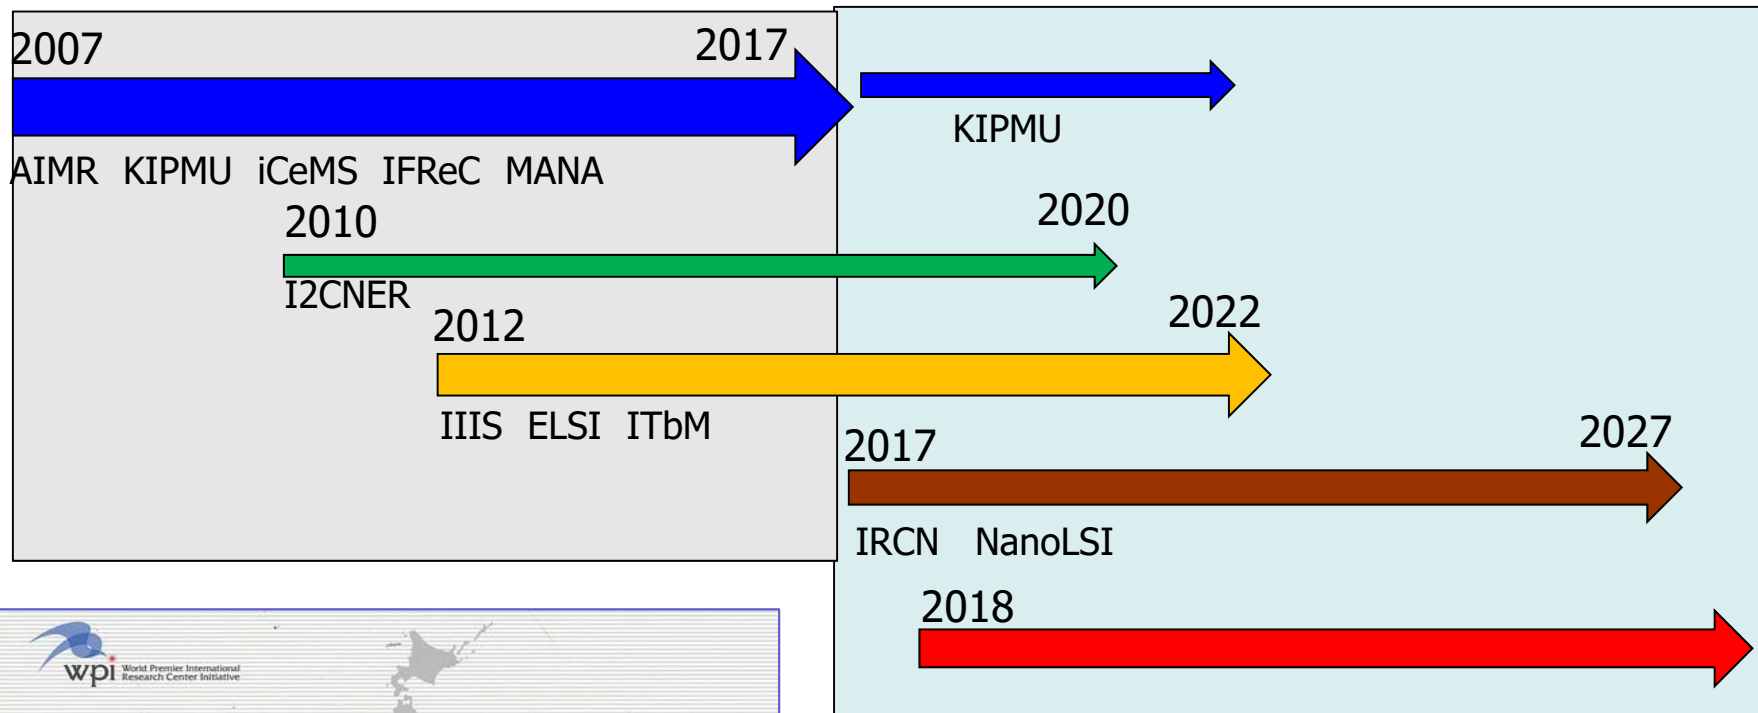 2007
2017
KIPMU
AIMR KIPMU iCeMS IFReC MANA
2010
2020
I2CNER
2012
2022
IIIS ELSI ITbM
2017
2027
IRCN NanoLSI
2018
wpi World Premier International
Research Center Initiative